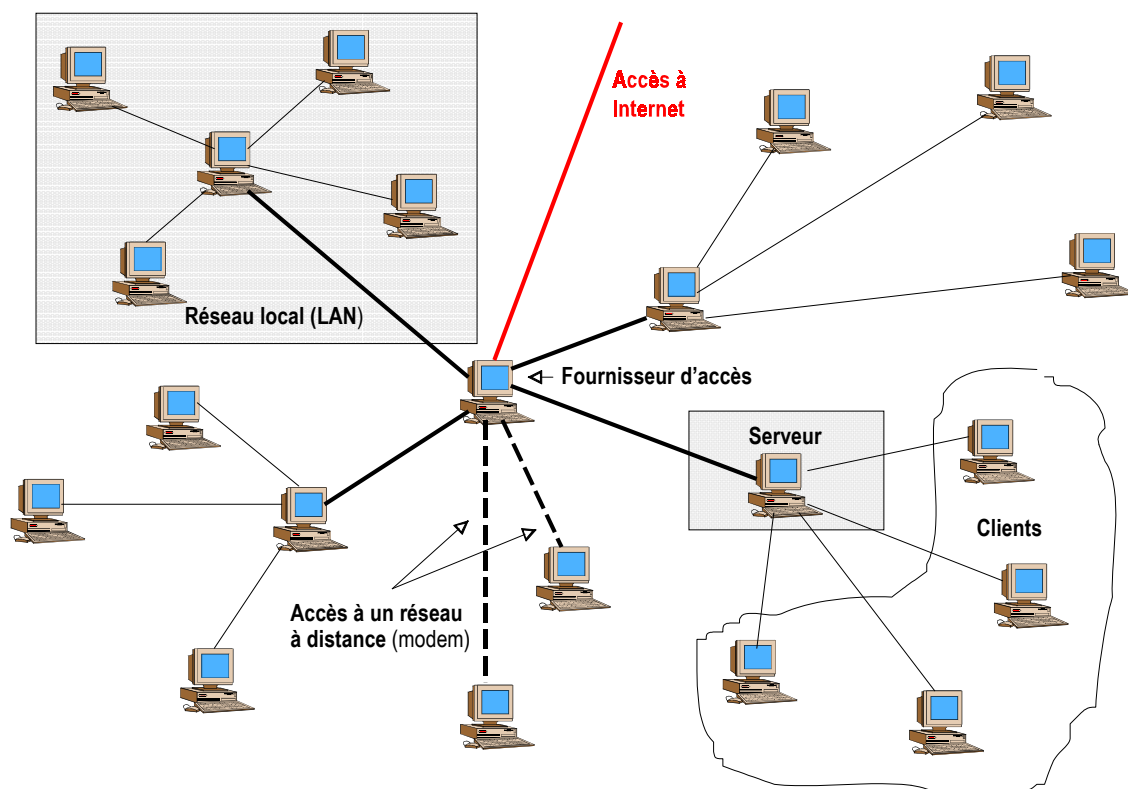 Accès à
Internet
Réseau local (LAN)
Fournisseur d'accès
Serveur
Clients
Accès à un réseau
à distance (modem)